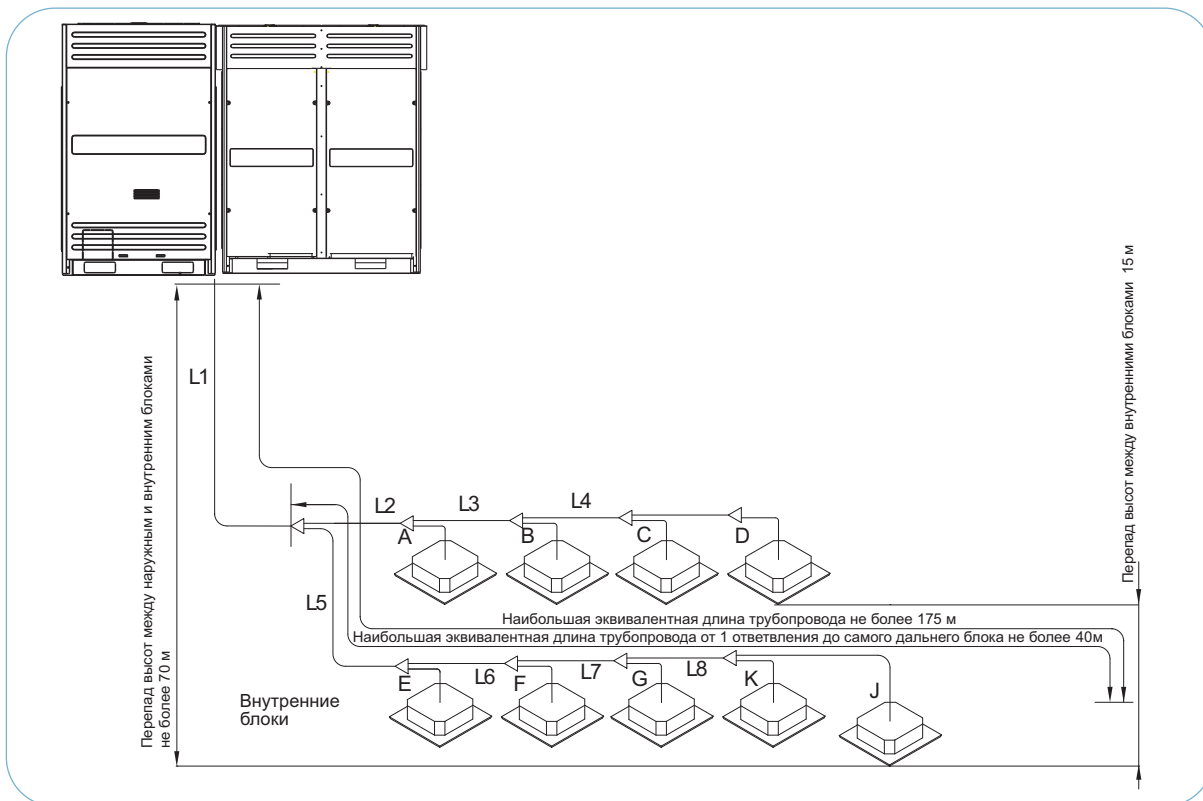 Перепад высот между наружным и внутренним блоками
не более 70 м
L1
Перепад высот между внутренними блоками 15 м
L2
L3
L4
A
B
C
D
L5
Наибольшая эквивалентная длина трубопровода не более 175 м
Наибольшая эквивалентная длина трубопровода от 1 ответвления до самого дальнего блока не более 40м
E
L6
F
L7
G
L8
K
J
Внутренние
блоки